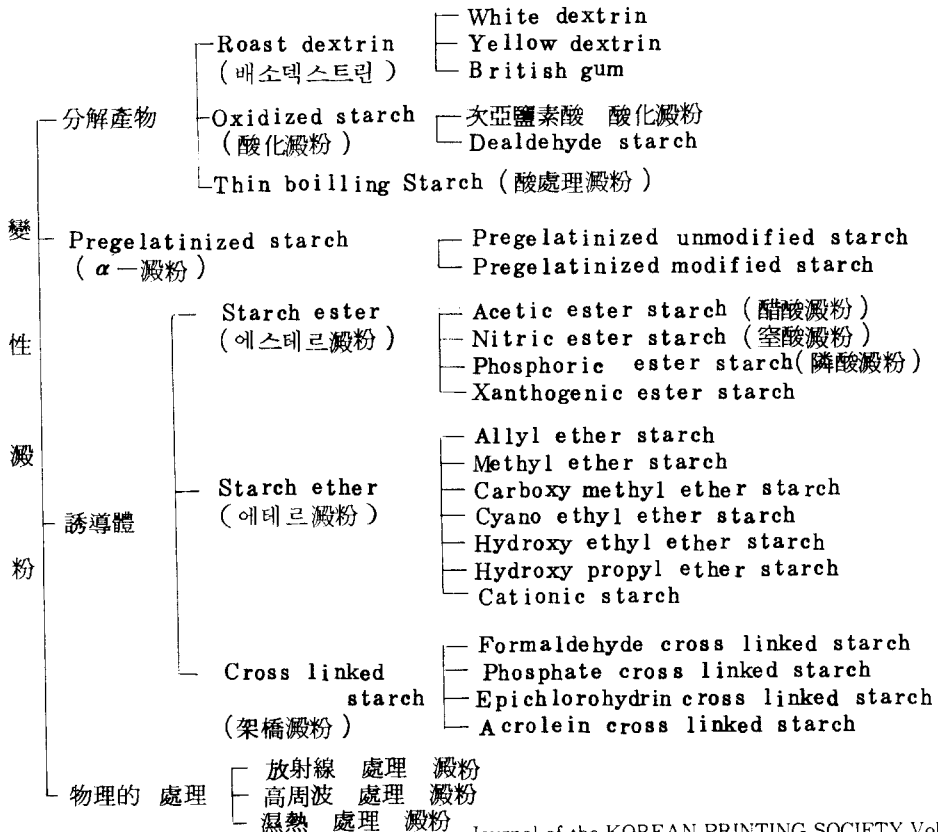 White dextrin
Roast dextrin
Yellow dextrin
(배소덱스트린)
British gum
分解產物
Oxidized starch
次亞鹽素酸 酸化澱粉
(酸化澱粉)
Dealdehyde starch
Thin boilling Starch (酸處理澱粉)
變性澱粉
Pregelatinized starch
Pregelatinized unmodified starch
(α－澱粉)
Pregelatinized modified starch
Starch ester
Acetic ester starch (醋酸澱粉)
(에스테르澱粉)
Nitric ester starch (窒酸澱粉)
Phosphoric ester starch(隣酸澱粉)
Xanthogenic ester starch
Allyl ether starch
Methyl ether starch
Starch ether
Carboxy methyl ether starch
(에테르澱粉)
Cyano ethyl ether starch
誘導體
Hydroxy ethyl ether starch
Hydroxy propyl ether starch
Cationic starch
Formaldehyde cross linked starch
Cross linked
Phosphate cross linked starch
starch
Epichlorohydrin cross linked starch
(架橋澱粉)
Acrolein cross linked starch
放射線 處理 澱粉
物理的 處理
高周波 處理 澱粉
濕熱 處理 澱粉
Journal of the KOREAN PRINTING SOCIETY Vol